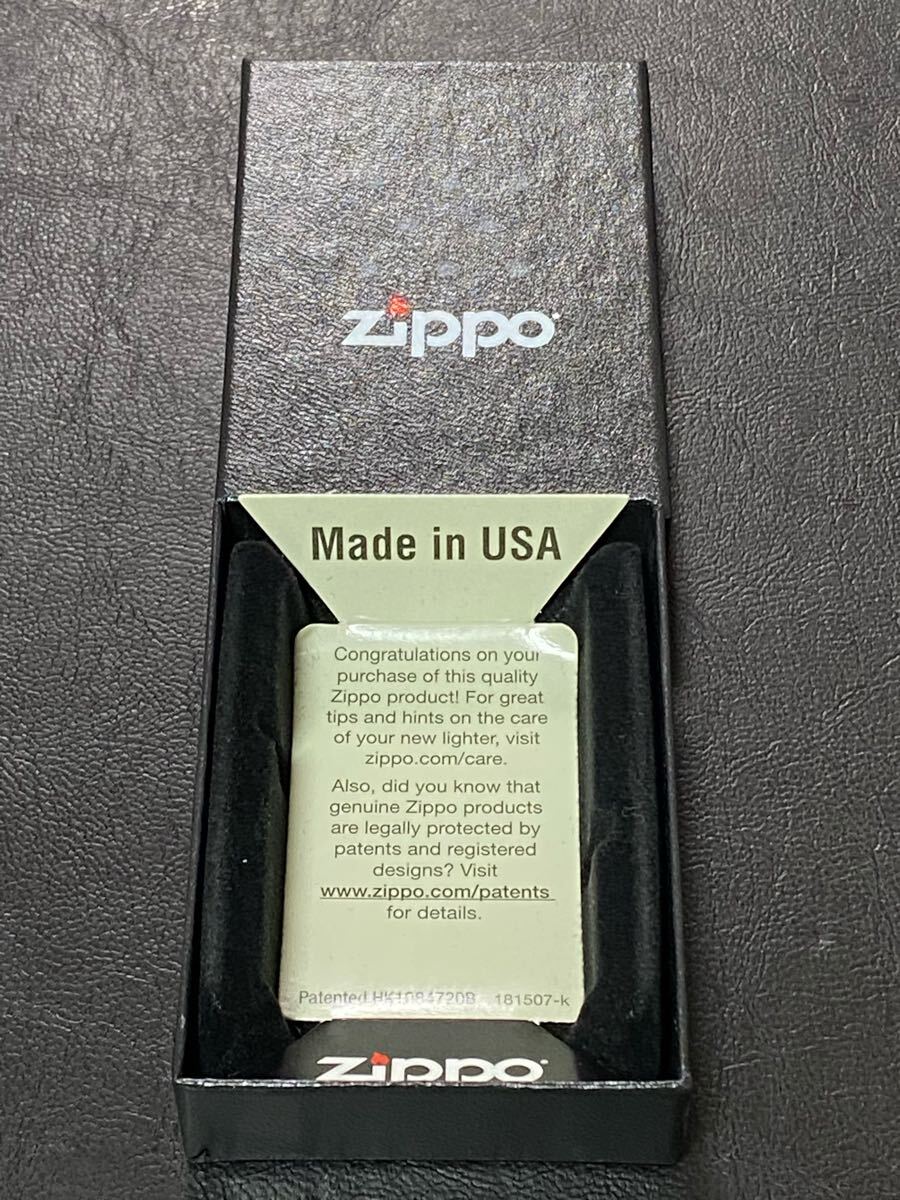 zippo
Made in USA
Congratulations on your
purchase of this quality
Zippo product! For great
tips and hints on the care
of your new lighter, visit
zippo.com/care.
Also, did you know that
genuine Zippo products
are legally protected by
patents and registered
designs? Visit
www.zippo.com/patents
for details.
Patented HK1084720B 181507-k
zippo